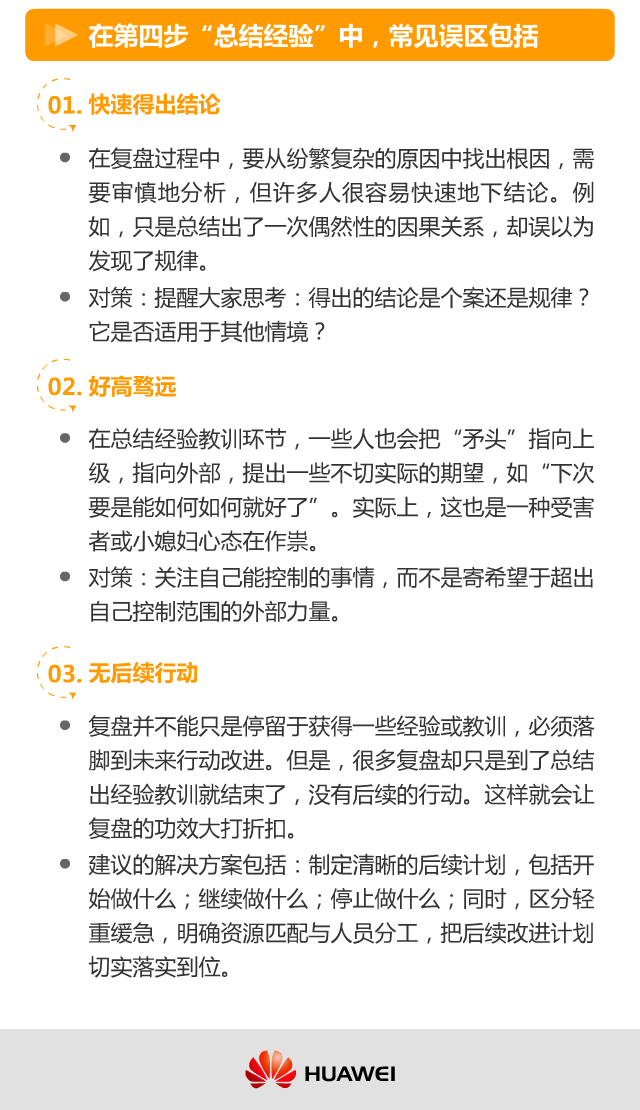 在第四步“总结经验”中，常见误区包括
01. 快速得出结论
在复盘过程中，要从纷繁复杂的原因中找出根因，需
要审慎地分析，但许多人很容易快速地下结论。例
如，只是总结出了一次偶然性的因果关系，却误以为
发现了规律。
对策：提醒大家思考：得出的结论是个案还是规律？
它是否适用于其他情境？
02. 好高骛远
在总结经验教训环节，一些人也会把“矛头”指向上
级，指向外部，提出一些不切实际的期望，如“下次
要是能如何如何就好了”。实际上，这也是一种受害
者或小媳妇心态在作祟。
对策：关注自己能控制的事情，而不是寄希望于超出
自己控制范围的外部力量。
03. 无后续行动
复盘并不能只是停留于获得一些经验或教训，必须落
脚到未来行动改进。但是，很多复盘却只是到了总结
出经验教训就结束了，没有后续的行动。这样就会让
复盘的功效大打折扣。
建议的解决方案包括：制定清晰的后续计划，包括开
始做什么；继续做什么；停止做什么；同时，区分轻
重缓急，明确资源匹配与人员分工，把后续改进计划
切实落实到位。
HUAWEI